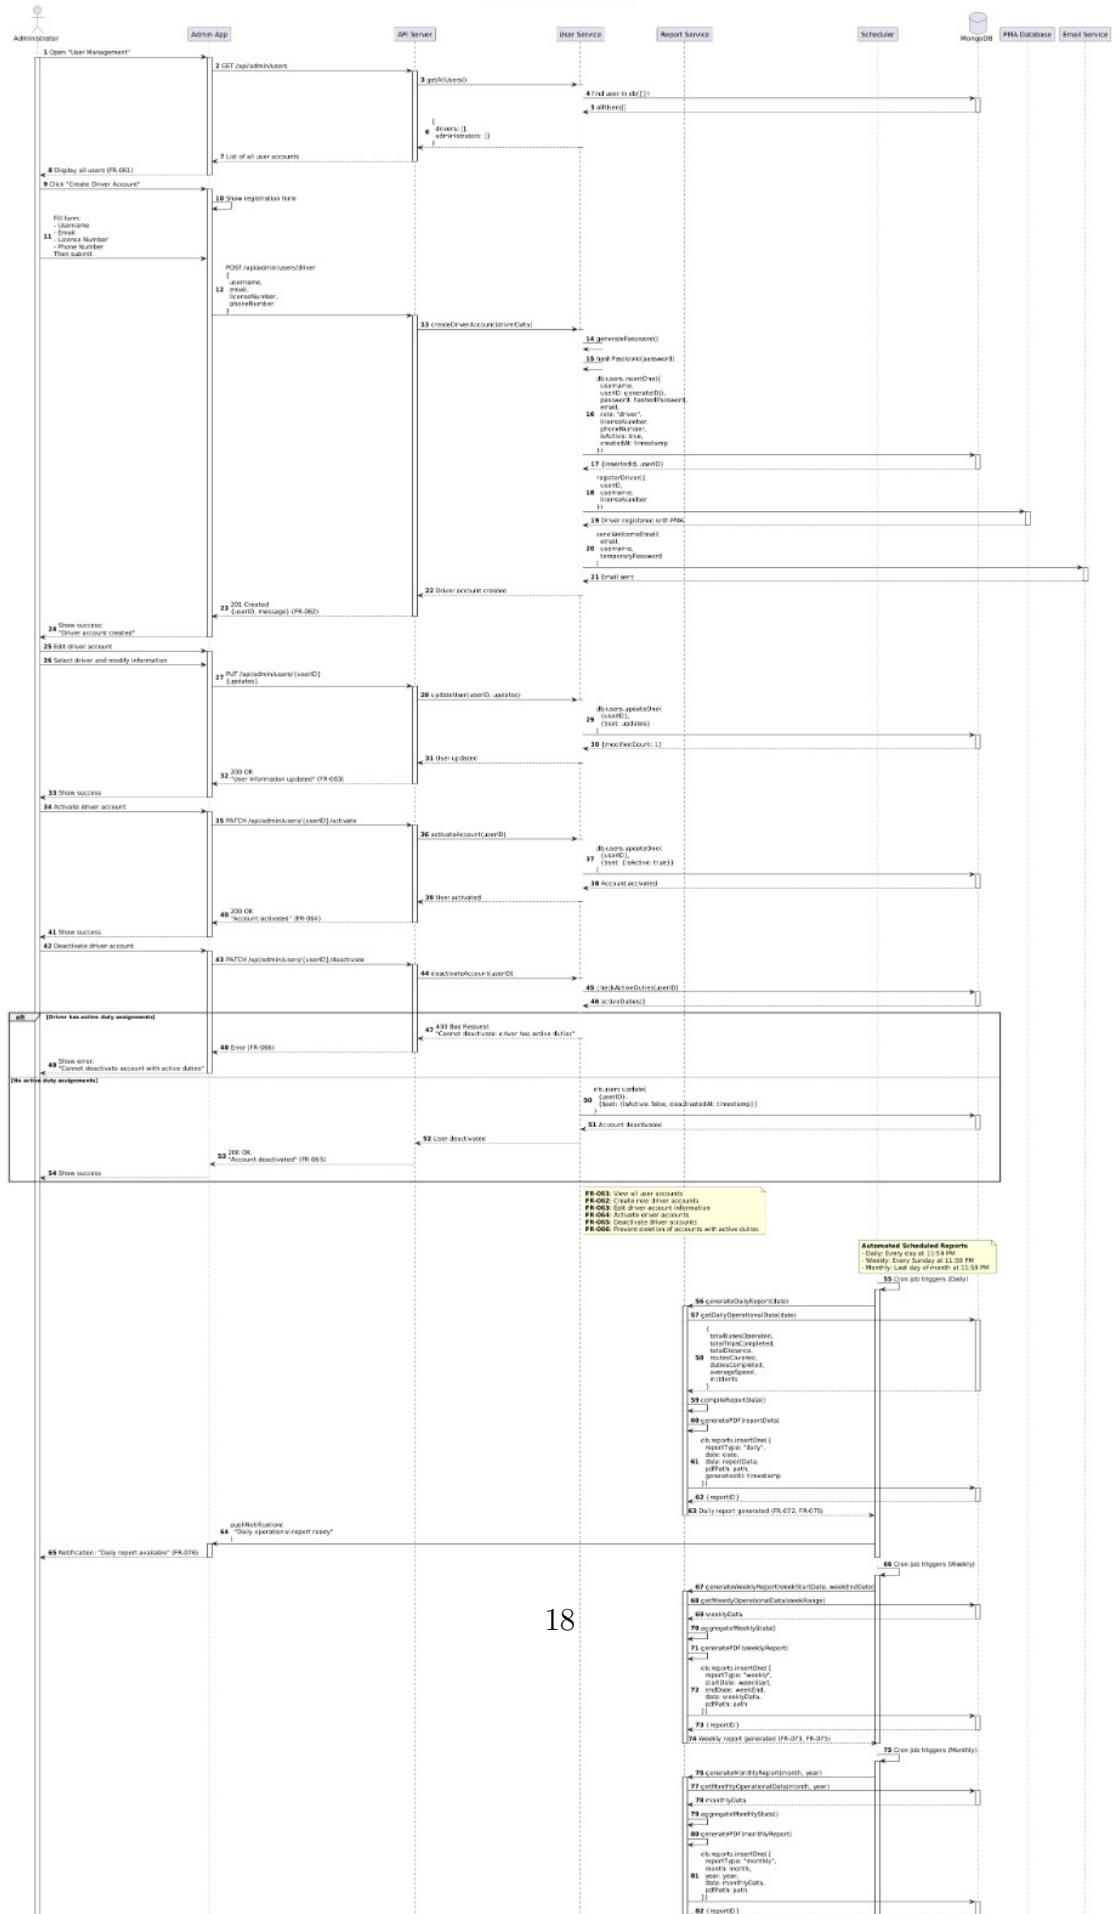 Administrator
Admin App
API Server
User Service
Report Service
Scheduler
MongoDB
PMA Database
Email Service
1 Open "User Management"
2 GET /api/admin/users
3 getAllUsers()
4 find user in db({})
5 allUsers[]
6 {
drivers: [],
administrators: []
}
7 List of all user accounts
8 Display all users (FR-061)
9 Click "Create Driver Account"
10 Show registration form
11 Fill form:
- Username
- Email
- License Number
- Phone Number
Then submit
12 POST /api/admin/users/driver
{
username,
email,
licenseNumber,
phoneNumber
}
13 createDriverAccount(driverData)
14 generatePassword()
15 hashPassword(password)
16 db.users.insertOne({
username,
userID: generateID(),
password: hashedPassword,
email,
role: "driver",
licenseNumber,
phoneNumber,
isActive: true,
createdAt: timestamp
})
17 {insertedId, userID}
18 registerDriver({
userID,
username,
licenseNumber
})
19 Driver registered with PMA
20 sendWelcomeEmail(
email,
username,
temporaryPassword
)
21 Email sent
22 Driver account created
23 201 Created
{userID, message} (FR-062)
24 Show success:
"Driver account created"
25 Edit driver account
26 Select driver and modify information
27 PUT /api/admin/users/{userID}
{updates}
28 updateUser(userID, updates)
29 db.users.updateOne(
{userID},
{$set: updates}
)
30 {modifiedCount: 1}
31 User updated
32 200 OK
"User information updated" (FR-063)
33 Show success
34 Activate driver account
35 PATCH /api/admin/users/{userID}/activate
36 activateAccount(userID)
37 db.users.updateOne(
{userID},
{$set: {isActive: true}}
)
38 Account activated
39 User activated
40 200 OK
"Account activated" (FR-064)
41 Show success
42 Deactivate driver account
43 PATCH /api/admin/users/{userID}/deactivate
44 deactivateAccount(userID)
45 checkActiveDuties(userID)
46 activeDuties[]
alt [Driver has active duty assignments]
47 400 Bad Request
"Cannot deactivate: driver has active duties"
48 Error (FR-066)
49 Show error:
"Cannot deactivate account with active duties"
[No active duty assignments]
50 db.users.update(
{userID},
{$set: {isActive: false, deactivatedAt: timestamp}}
)
51 Account deactivated
52 User deactivated
53 200 OK
"Account deactivated" (FR-065)
54 Show success
FR-061: View all user accounts
FR-062: Create new driver accounts
FR-063: Edit driver account information
FR-064: Activate driver accounts
FR-065: Deactivate driver accounts
FR-066: Prevent deletion of accounts with active duties
Automated Scheduled Reports
- Daily: Every day at 11:59 PM
- Weekly: Every Sunday at 11:59 PM
- Monthly: Last day of month at 11:59 PM
55 Cron job triggers (Daily)
56 generateDailyReport(date)
57 getDailyOperationalData(date)
58 {
totalBusesOperated,
totalTripsCompleted,
totalDistance,
routesCovered,
dutiesCompleted,
averageSpeed,
incidents
}
59 compileReportData()
60 generatePDF(reportData)
61 db.reports.insertOne({
reportType: "daily",
date: date,
data: reportData,
pdfPath: path,
generatedAt: timestamp
})
62 {reportID}
63 Daily report generated (FR-072, FR-075)
64 pushNotification(
"Daily operational report ready"
)
65 Notification: "Daily report available" (FR-076)
66 Cron job triggers (Weekly)
67 generateWeeklyReport(weekStartDate, weekEndDate)
68 getWeeklyOperationalData(weekRange)
69 weeklyData
18
70 aggregateWeeklyStats()
71 generatePDF(weeklyReport)
72 db.reports.insertOne({
reportType: "weekly",
startDate: weekStart,
endDate: weekEnd,
data: weeklyData,
pdfPath: path
})
73 {reportID}
74 Weekly report generated (FR-073, FR-075)
75 Cron job triggers (Monthly)
76 generateMonthlyReport(month, year)
77 getMonthlyOperationalData(month, year)
78 monthlyData
79 aggregateMonthlyStats()
80 generatePDF(monthlyReport)
81 db.reports.insertOne({
reportType: "monthly",
month: month,
year: year,
data: monthlyData,
pdfPath: path
})
82 {reportID}